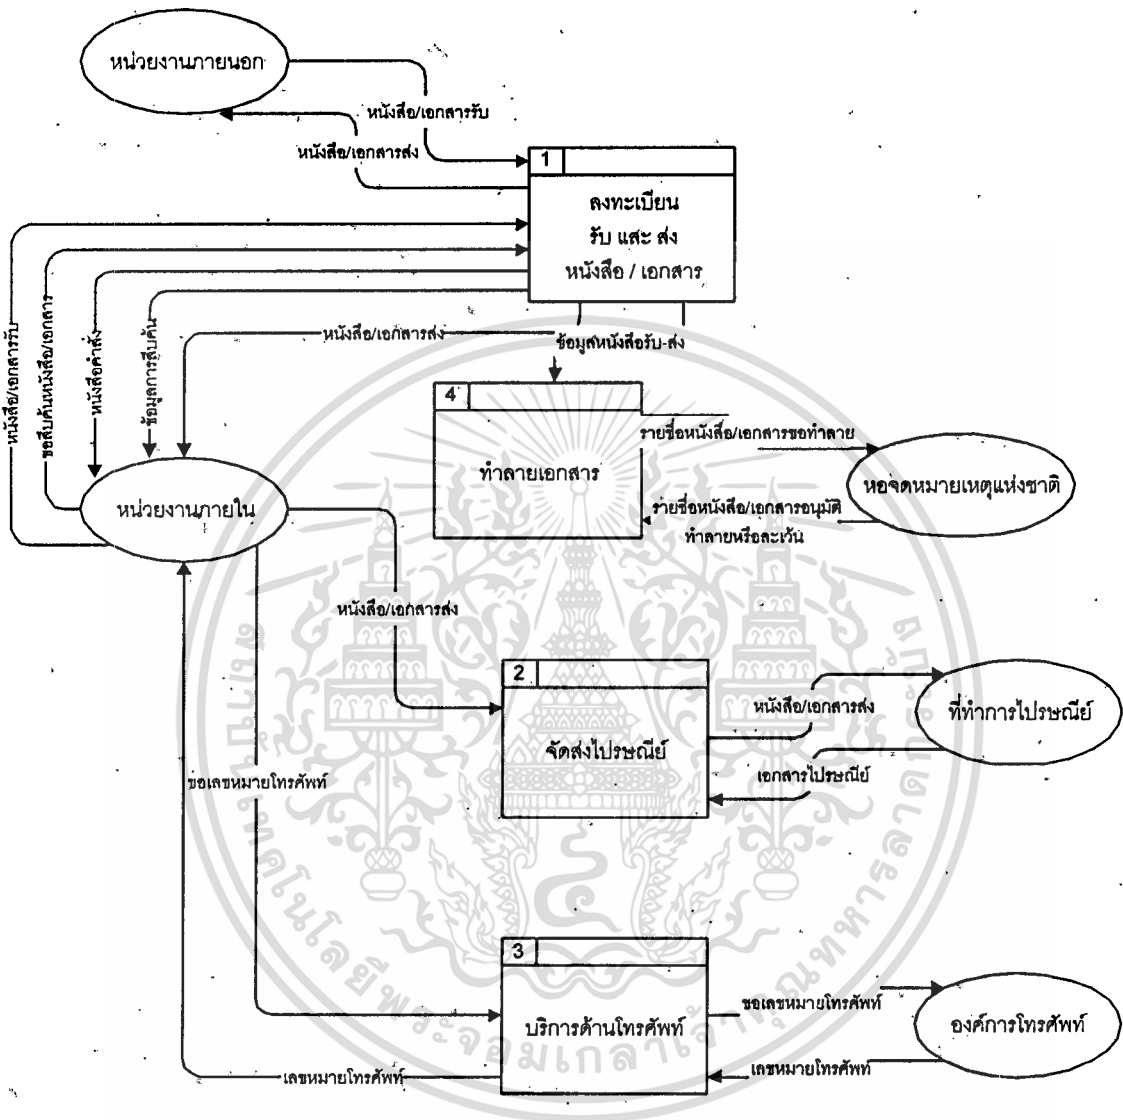 หน่วยงานภายนอก
หนังสือ/เอกสารรับ
หนังสือ/เอกสารส่ง
1
ลงทะเบียน
รับ และ ส่ง
หนังสือ / เอกสาร
หนังสือ/เอกสารรับ
ขอสืบค้นหนังสือ/เอกสาร
หนังสือคำสั่ง
ข้อมูลการสืบค้น
หนังสือ/เอกสารส่ง
ข้อมูลหนังสือรับ-ส่ง
4
ทำลายเอกสาร
รายชื่อหนังสือ/เอกสารขอทำลาย
หอจดหมายเหตุแห่งชาติ
รายชื่อหนังสือ/เอกสารอนุมัติ
ทำลายหรือละเว้น
หน่วยงานภายใน
หนังสือ/เอกสารส่ง
2
จัดส่งไปรษณีย์
หนังสือ/เอกสารส่ง
ที่ทำการไปรษณีย์
เอกสารไปรษณีย์
ขอเลขหมายโทรศัพท์
3
บริการด้านโทรศัพท์
ขอเลขหมายโทรศัพท์
องค์การโทรศัพท์
เลขหมายโทรศัพท์
เลขหมายโทรศัพท์